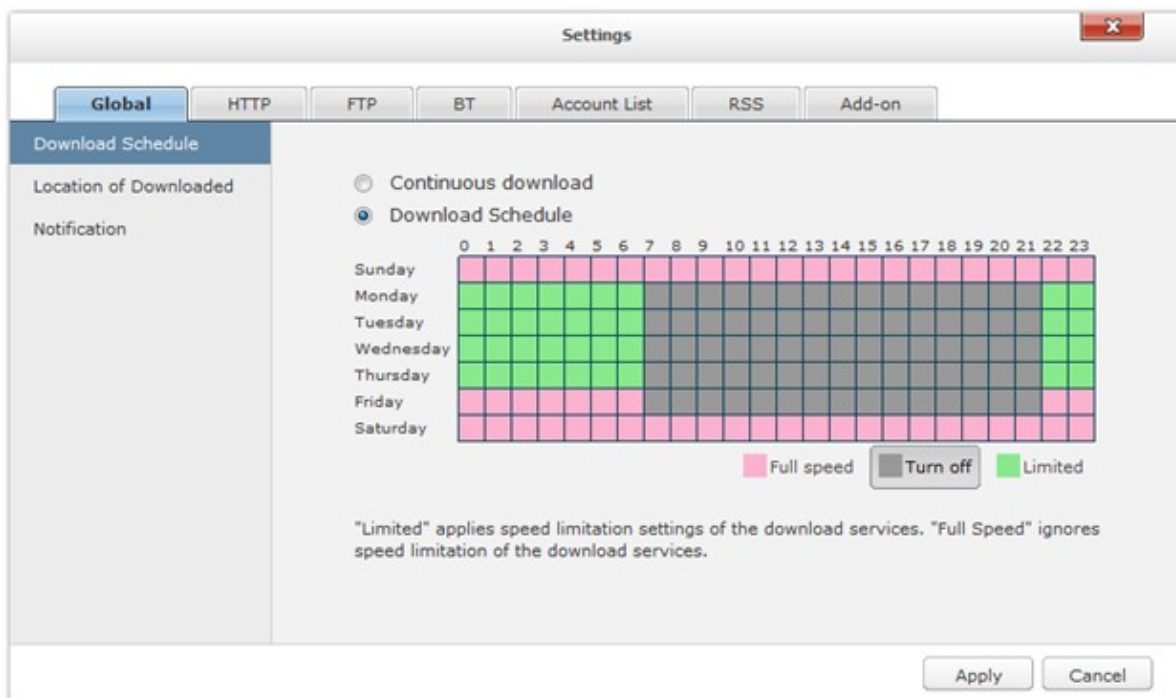 Settings
x
Global HTTP FTP BT Account List RSS Add-on
Download Schedule
Location of Downloaded
Notification
Continuous download
Download Schedule
0 1 2 3 4 5 6 7 8 9 10 11 12 13 14 15 16 17 18 19 20 21 22 23
Sunday
Monday
Tuesday
Wednesday
Thursday
Friday
Saturday
Full speed Turn off Limited
"Limited" applies speed limitation settings of the download services. "Full Speed" ignores
speed limitation of the download services.
Apply Cancel